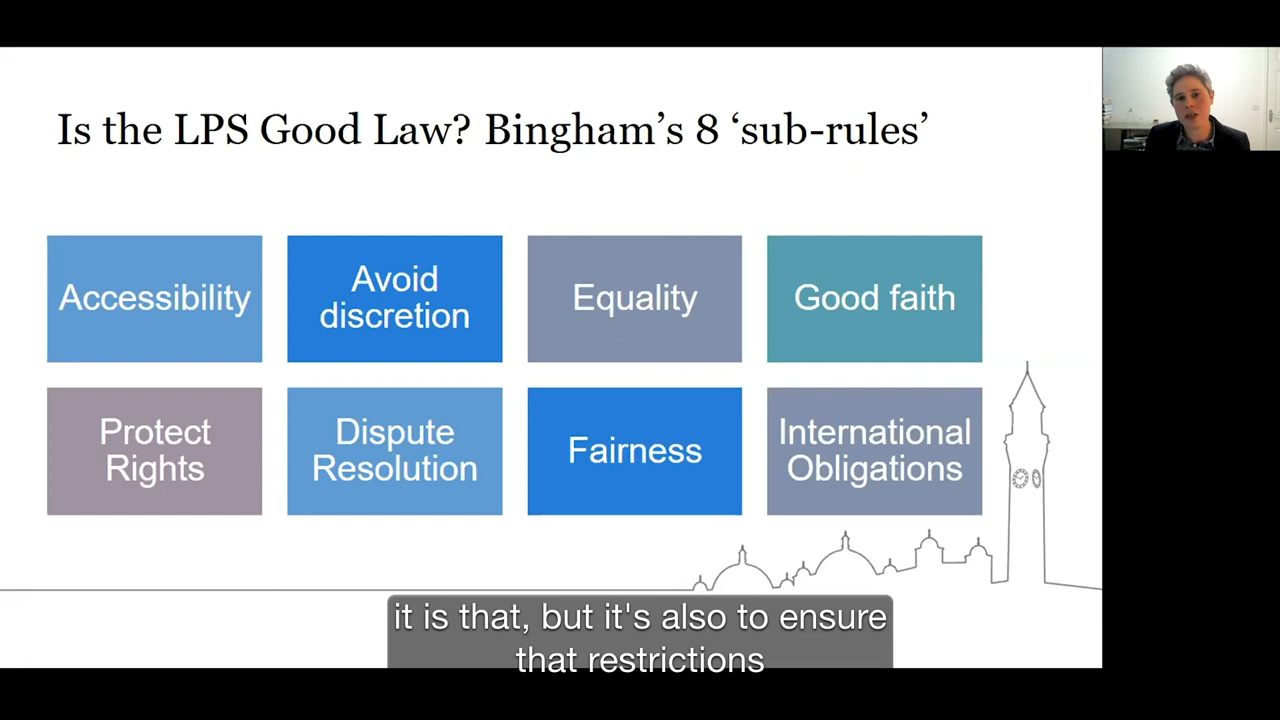 Is the LPS Good Law? Bingham’s 8 ‘sub-rules’
Accessibility
Avoid
discretion
Equality
Good faith
Protect
Rights
Dispute
Resolution
Fairness
International
Obligations
it is that, but it's also to ensure
that restrictions